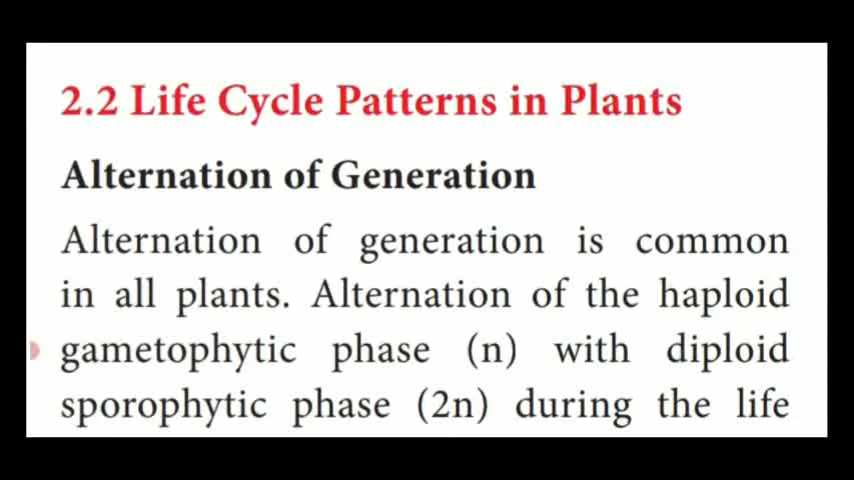 2.2 Life Cycle Patterns in Plants
Alternation of Generation
Alternation of generation is common
in all plants. Alternation of the haploid
gametophytic phase (n) with diploid
sporophytic phase (2n) during the life